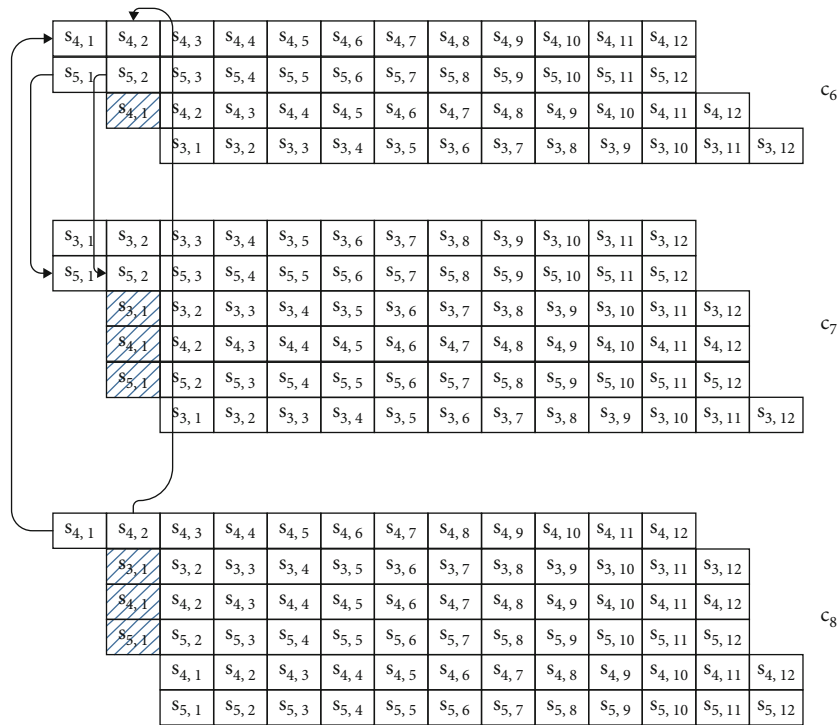 s4, 1 s4, 2 s4, 3 s4, 4 s4, 5 s4, 6 s4, 7 s4, 8 s4, 9 s4, 10 s4, 11 s4, 12
s5, 1 s5, 2 s5, 3 s5, 4 s5, 5 s5, 6 s5, 7 s5, 8 s5, 9 s5, 10 s5, 11 s5, 12
c6
s4, 1 s4, 2 s4, 3 s4, 4 s4, 5 s4, 6 s4, 7 s4, 8 s4, 9 s4, 10 s4, 11 s4, 12
s3, 1 s3, 2 s3, 3 s3, 4 s3, 5 s3, 6 s3, 7 s3, 8 s3, 9 s3, 10 s3, 11 s3, 12
s3, 1 s3, 2 s3, 3 s3, 4 s3, 5 s3, 6 s3, 7 s3, 8 s3, 9 s3, 10 s3, 11 s3, 12
s5, 1 s5, 2 s5, 3 s5, 4 s5, 5 s5, 6 s5, 7 s5, 8 s5, 9 s5, 10 s5, 11 s5, 12
s3, 1 s3, 2 s3, 3 s3, 4 s3, 5 s3, 6 s3, 7 s3, 8 s3, 9 s3, 10 s3, 11 s3, 12
c7
s4, 1 s4, 2 s4, 3 s4, 4 s4, 5 s4, 6 s4, 7 s4, 8 s4, 9 s4, 10 s4, 11 s4, 12
s5, 1 s5, 2 s5, 3 s5, 4 s5, 5 s5, 6 s5, 7 s5, 8 s5, 9 s5, 10 s5, 11 s5, 12
s3, 1 s3, 2 s3, 3 s3, 4 s3, 5 s3, 6 s3, 7 s3, 8 s3, 9 s3, 10 s3, 11 s3, 12
s4, 1 s4, 2 s4, 3 s4, 4 s4, 5 s4, 6 s4, 7 s4, 8 s4, 9 s4, 10 s4, 11 s4, 12
s3, 1 s3, 2 s3, 3 s3, 4 s3, 5 s3, 6 s3, 7 s3, 8 s3, 9 s3, 10 s3, 11 s3, 12
s4, 1 s4, 2 s4, 3 s4, 4 s4, 5 s4, 6 s4, 7 s4, 8 s4, 9 s4, 10 s4, 11 s4, 12
c8
s5, 1 s5, 2 s5, 3 s5, 4 s5, 5 s5, 6 s5, 7 s5, 8 s5, 9 s5, 10 s5, 11 s5, 12
s4, 1 s4, 2 s4, 3 s4, 4 s4, 5 s4, 6 s4, 7 s4, 8 s4, 9 s4, 10 s4, 11 s4, 12
s5, 1 s5, 2 s5, 3 s5, 4 s5, 5 s5, 6 s5, 7 s5, 8 s5, 9 s5, 10 s5, 11 s5, 12